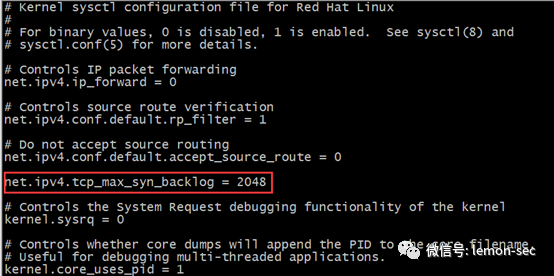 # Kernel sysctl configuration file for Red Hat Linux
#
# For binary values, 0 is disabled, 1 is enabled.  See sysctl(8) and
# sysctl.conf(5) for more details.
# Controls IP packet forwarding
net.ipv4.ip_forward = 0
# Controls source route verification
net.ipv4.conf.default.rp_filter = 1
# Do not accept source routing
net.ipv4.conf.default.accept_source_route = 0
net.ipv4.tcp_max_syn_backlog = 2048
# Controls the System Request debugging functionality of the kernel
kernel.sysrq = 0
# Controls whether core dumps will append the PID to the core filename.
# Useful for debugging multi-threaded applications.
kernel.core_uses_pid = 1
微信号: lemon-sec